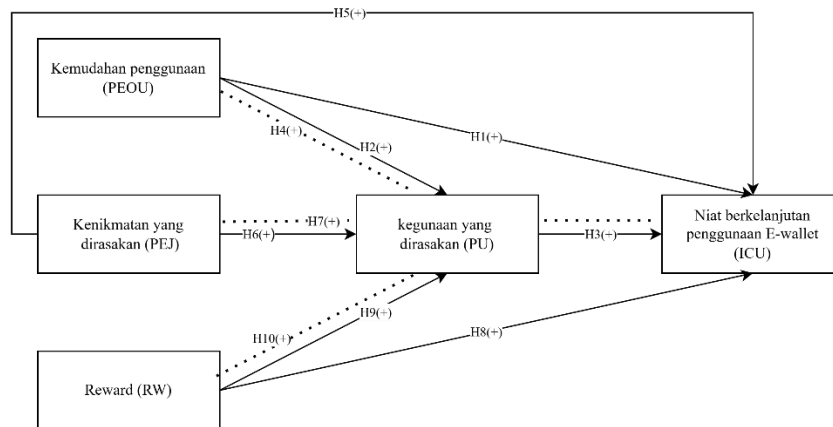 H5(+)
Kemudahan penggunaan
(PEOU)
H4(+)
H2(+)
H1(+)
Kenikmatan yang
dirasakan (PEJ)
H7(+)
H6(+)
kegunaan yang
dirasakan (PU)
H3(+)
Niat berkelanjutan
penggunaan E-wallet
(ICU)
H10(+)
H9(+)
H8(+)
Reward (RW)